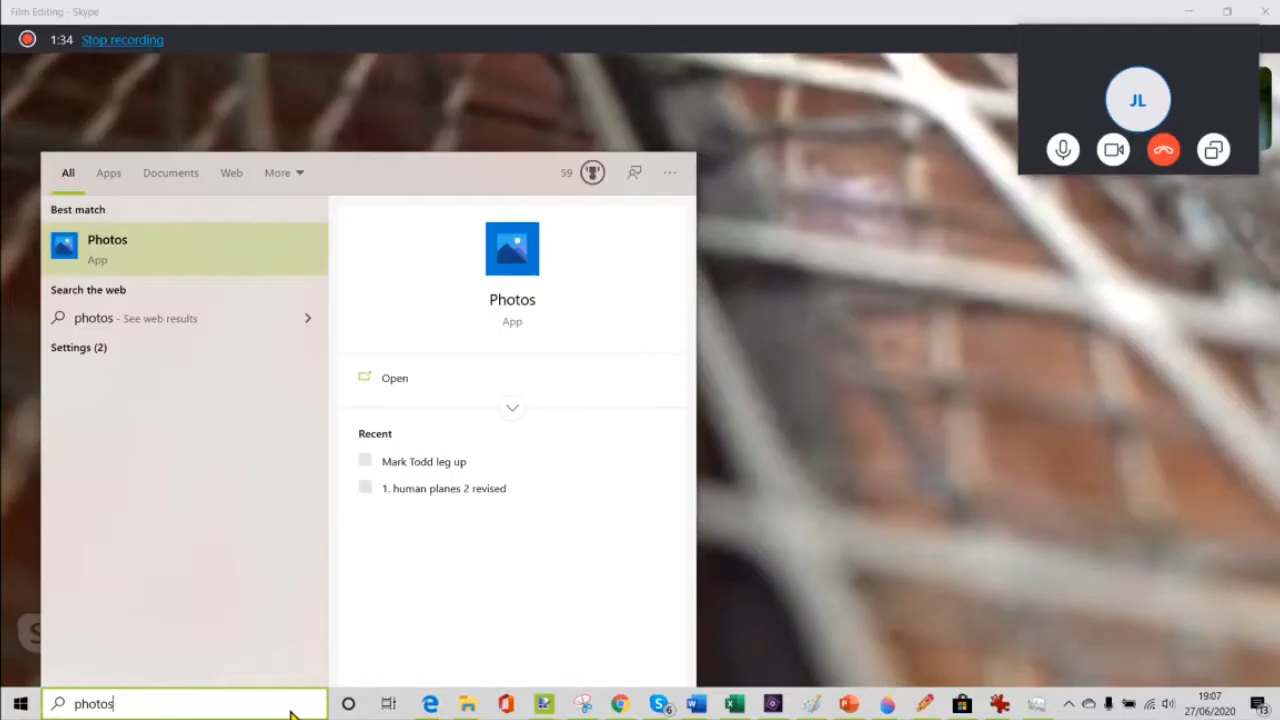 Film Editing - Skype
1:34 Stop recording
JL
All Apps Documents Web More 59
Best match
Photos
App
Search the web
photos - See web results
Settings (2)
Photos
App
Open
Recent
Mark Todd leg up
1. human planes 2 revised
photos
6
19:07
27/06/2020
13